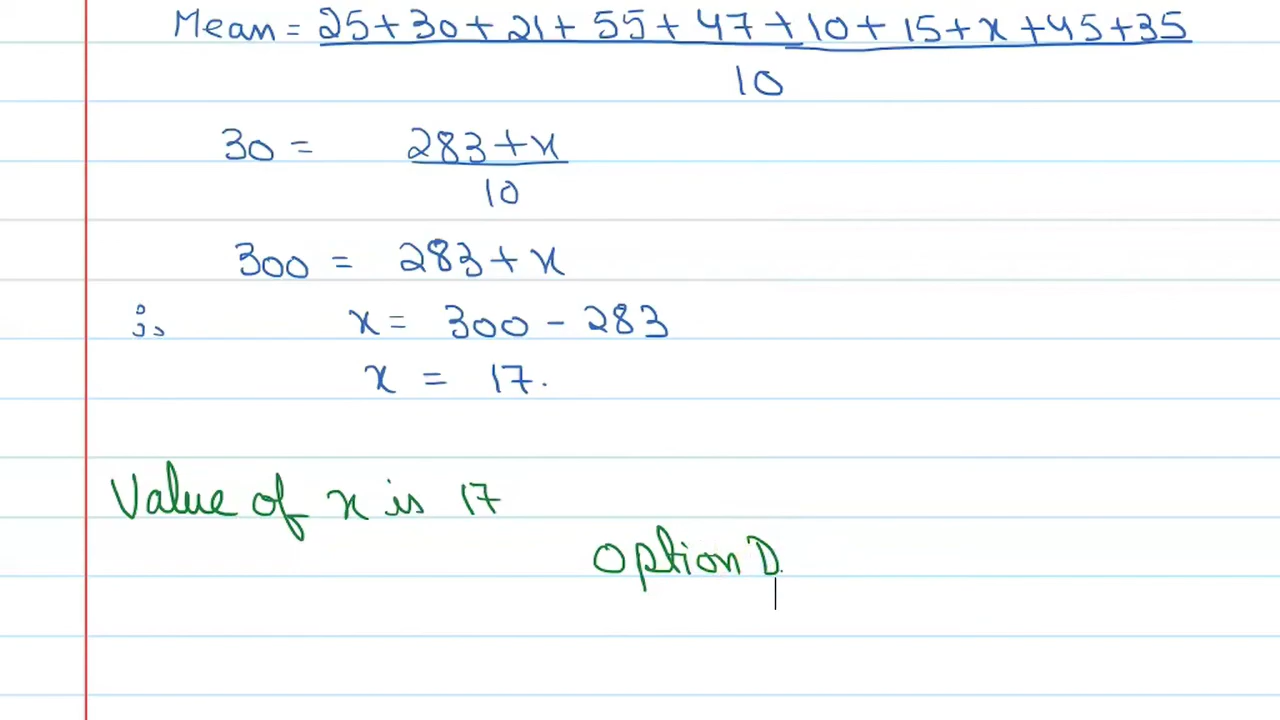 Mean = 25+30+21+55+47+10+15+x+45+35
10
30 = 283+x
10
300 = 283+x
∴ x = 300 - 283
x = 17.
Value of x is 17
Option D.